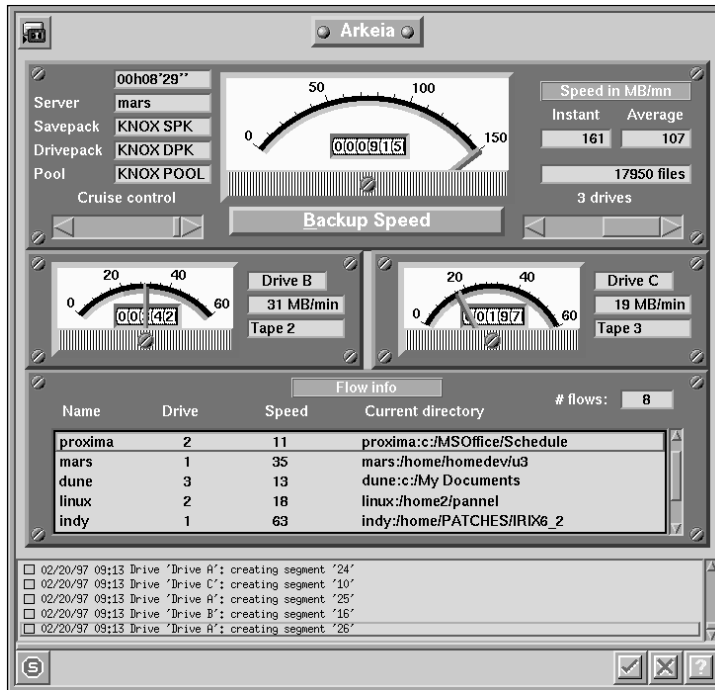 Arkeia
00h08'29''
Server mars
Savepack KNOX SPK
Drivepack KNOX DPK
Pool KNOX POOL
Cruise control
0 50 100 150
000915
Backup Speed
Speed in MB/mn
Instant Average
161 107
17950 files
3 drives
0 20 40 60
00342
Drive B
31 MB/min
Tape 2
0 20 40 60
00197
Drive C
19 MB/min
Tape 3
Flow info
# flows: 8
Name Drive Speed Current directory
proxima 2 11 proxima:c:/MSOffice/Schedule
mars 1 35 mars:/home/homedev/u3
dune 3 13 dune:c:/My Documents
linux 2 18 linux:/home2/pannel
indy 1 63 indy:/home/PATCHES/IRIX6_2
02/20/97 09:13 Drive 'Drive A': creating segment '24'
02/20/97 09:13 Drive 'Drive C': creating segment '10'
02/20/97 09:13 Drive 'Drive A': creating segment '25'
02/20/97 09:13 Drive 'Drive B': creating segment '16'
02/20/97 09:13 Drive 'Drive A': creating segment '26'
S
?